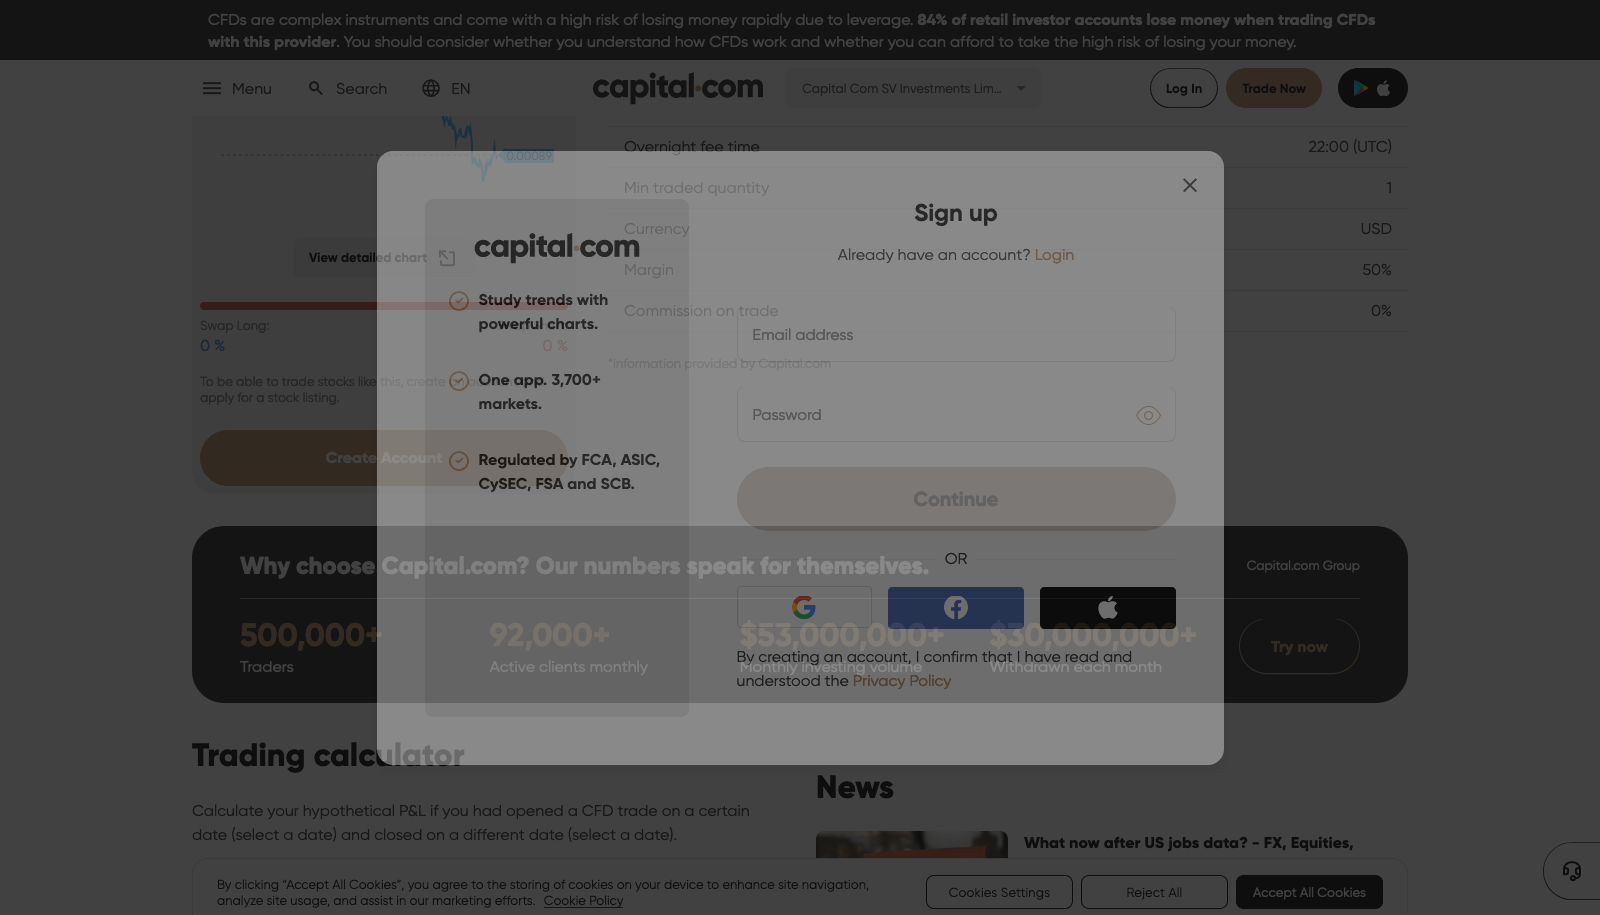 CFDs are complex instruments and come with a high risk of losing money rapidly due to leverage. 84% of retail investor accounts lose money when trading CFDs
with this provider. You should consider whether you understand how CFDs work and whether you can afford to take the high risk of losing your money.
Menu
Search
EN
capital.com
Capital Com SV Investments Lim...
Log In
Trade Now
0.00089
Overnight fee time
22:00 (UTC)
Min traded quantity
1
Currency
USD
Margin
50%
Commission on trade
0%
*Information provided by Capital.com
View detailed chart
Swap Long:
0 %
0 %
To be able to trade stocks like this, create
apply for a stock listing.
Create Account
capital.com
Study trends with
powerful charts.
One app. 3,700+
markets.
Regulated by FCA, ASIC,
CySEC, FSA and SCB.
Sign up
Already have an account? Login
Email address
Password
Continue
OR
By creating an account, I confirm that I have read and
understood the Privacy Policy
Why choose Capital.com? Our numbers speak for themselves.
Capital.com Group
500,000+
Traders
92,000+
Active clients monthly
$53,000,000+
Monthly investing volume
$30,000,000+
Withdrawn each month
Try now
Trading calculator
Calculate your hypothetical P&L if you had opened a CFD trade on a certain
date (select a date) and closed on a different date (select a date).
News
What now after US jobs data? - FX, Equities,
By clicking “Accept All Cookies”, you agree to the storing of cookies on your device to enhance site navigation,
analyze site usage, and assist in our marketing efforts. Cookie Policy
Cookies Settings
Reject All
Accept All Cookies